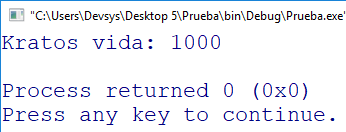 "C:\Users\Devsys\Desktop 5\Prueba\bin\Debug\Prueba.exe"
Kratos vida: 1000
Process returned 0 (0x0)
Press any key to continue.